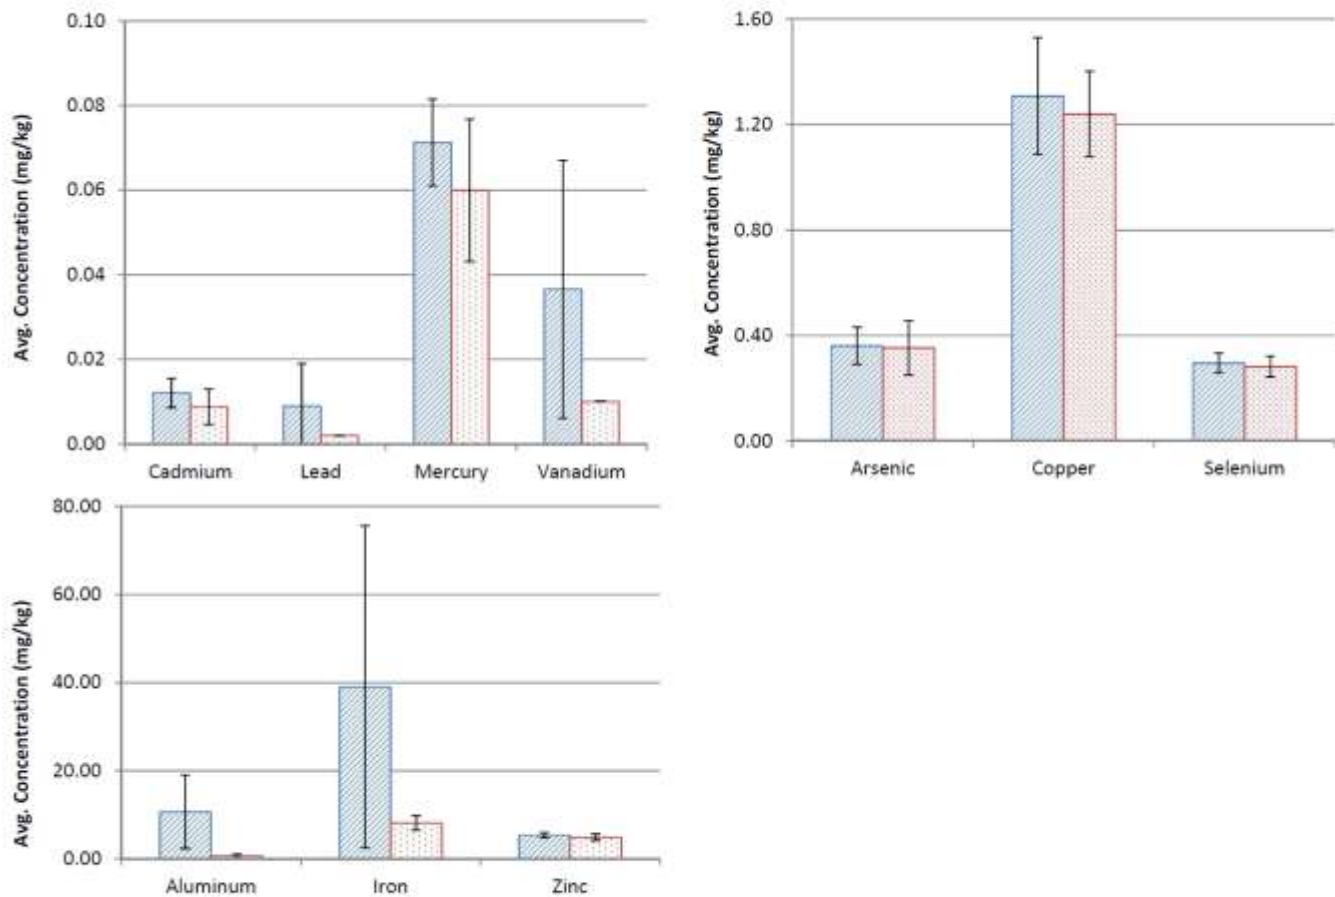 Avg. Concentration (mg/kg)
0.10
0.08
0.06
0.04
0.02
0.00
Cadmium Lead Mercury Vanadium
Avg. Concentration (mg/kg)
1.60
1.20
0.80
0.40
0.00
Arsenic Copper Selenium
Avg. Concentration (mg/kg)
80.00
60.00
40.00
20.00
0.00
Aluminum Iron Zinc